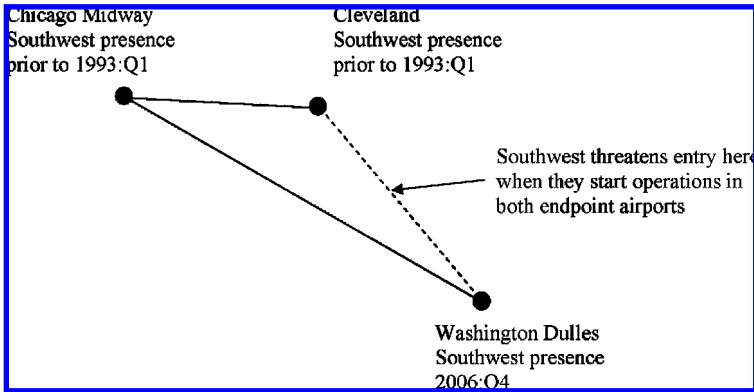 Chicago Midway
Southwest presence
prior to 1993:Q1
Cleveland
Southwest presence
prior to 1993:Q1
Southwest threatens entry here
when they start operations in
both endpoint airports
Washington Dulles
Southwest presence
2006:Q4